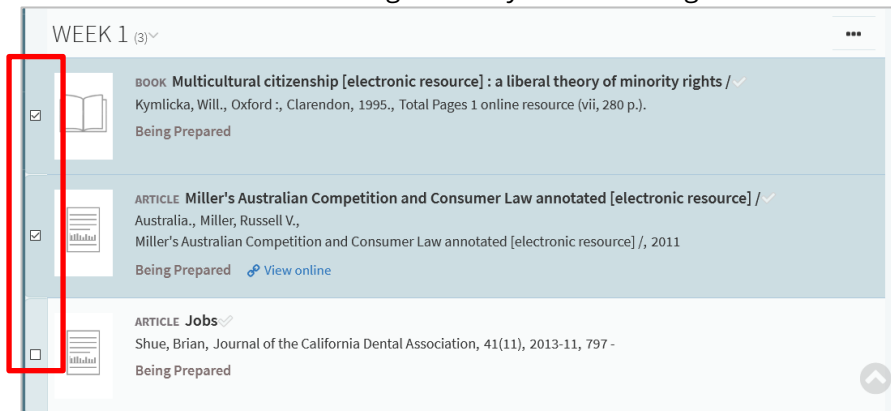 WEEK 1 (3)
•••
BOOK Multicultural citizenship [electronic resource] : a liberal theory of minority rights /
Kymlicka, Will., Oxford :, Clarendon, 1995., Total Pages 1 online resource (vii, 280 p.).
Being Prepared
ARTICLE Miller's Australian Competition and Consumer Law annotated [electronic resource] /
Australia., Miller, Russell V.,
Miller's Australian Competition and Consumer Law annotated [electronic resource] /, 2011
Being Prepared View online
ARTICLE Jobs
Shue, Brian, Journal of the California Dental Association, 41(11), 2013-11, 797 -
Being Prepared